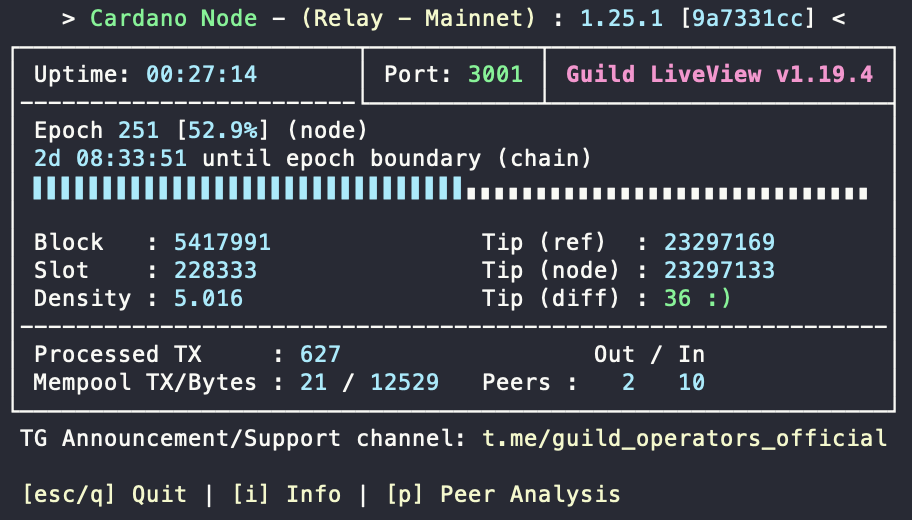 > Cardano Node - (Relay - Mainnet) : 1.25.1 [9a7331cc] <
Uptime: 00:27:14 Port: 3001 Guild LiveView v1.19.4
Epoch 251 [52.9%] (node)
2d 08:33:51 until epoch boundary (chain)
Block : 5417991 Tip (ref) : 23297169
Slot : 228333 Tip (node) : 23297133
Density : 5.016 Tip (diff) : 36 :)
Processed TX : 627 Out / In
Mempool TX/Bytes : 21 / 12529 Peers : 2 10
TG Announcement/Support channel: t.me/guild_operators_official
[esc/q] Quit | [i] Info | [p] Peer Analysis